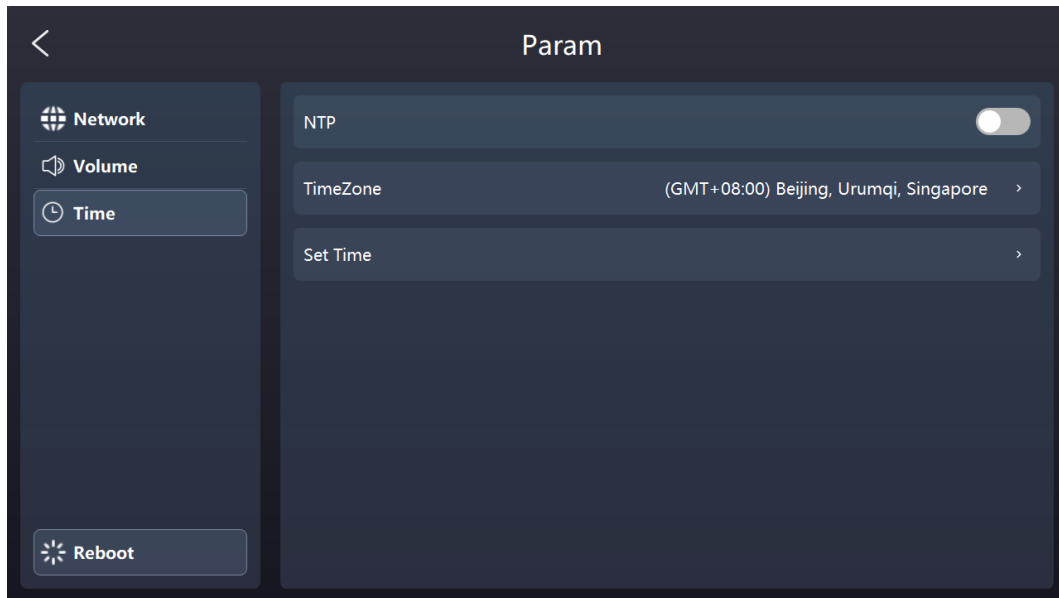 Param
Network
Volume
Time
Reboot
NTP
TimeZone (GMT+08:00) Beijing, Urumqi, Singapore
Set Time